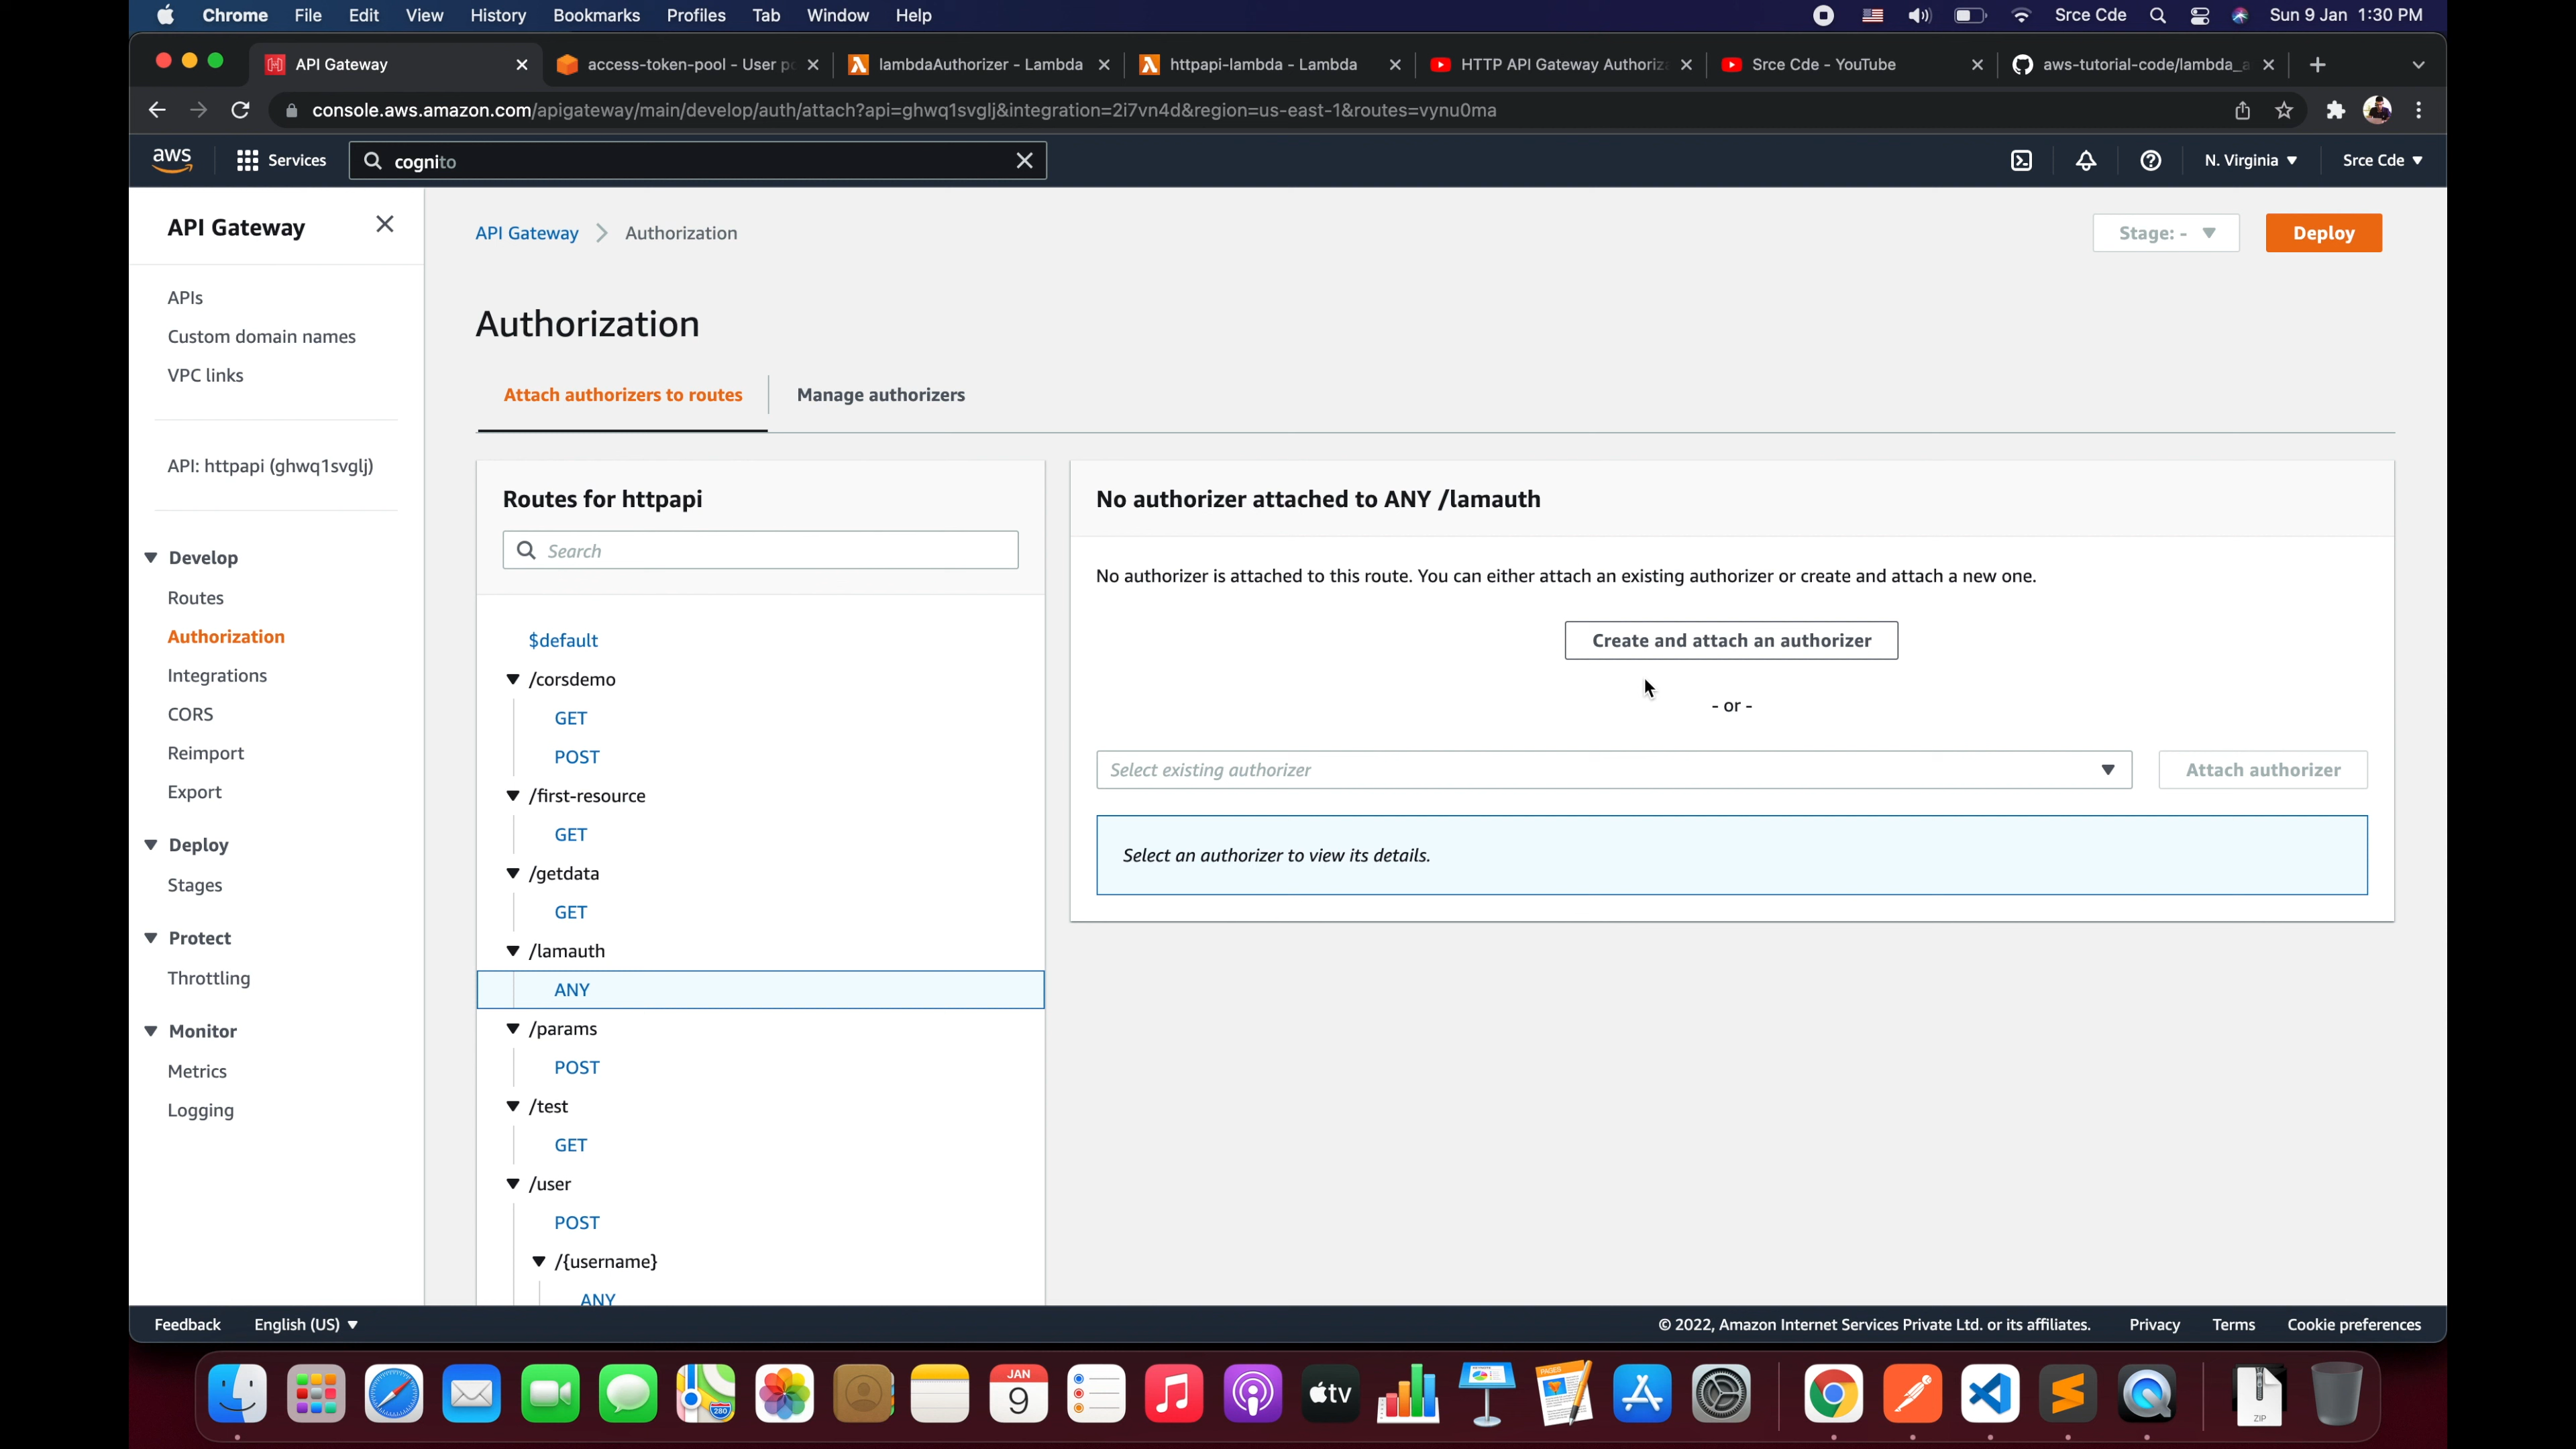 Chrome File Edit View History Bookmarks Profiles Tab Window Help Srce Cde Sun 9 Jan 1:30 PM
API Gateway access-token-pool - User po lambdaAuthorizer - Lambda httpapi-lambda - Lambda HTTP API Gateway Authoriz Srce Cde - YouTube aws-tutorial-code/lambda_a
console.aws.amazon.com/apigateway/main/develop/auth/attach?api=ghwq1svglj&integration=2i7vn4d&region=us-east-1&routes=vynu0ma
aws Services cognito N. Virginia Srce Cde
API Gateway
APIs
Custom domain names
VPC links
API: httpapi (ghwq1svglj)
Develop
Routes
Authorization
Integrations
CORS
Reimport
Export
Deploy
Stages
Protect
Throttling
Monitor
Metrics
Logging
API Gateway Authorization
Stage: - Deploy
Authorization
Attach authorizers to routes Manage authorizers
Routes for httpapi
Search
$default
/corsdemo
GET
POST
/first-resource
GET
/getdata
GET
/lamauth
ANY
/params
POST
/test
GET
/user
POST
/{username}
ANY
No authorizer attached to ANY /lamauth
No authorizer is attached to this route. You can either attach an existing authorizer or create and attach a new one.
Create and attach an authorizer
- or -
Select existing authorizer Attach authorizer
Select an authorizer to view its details.
Feedback English (US) © 2022, Amazon Internet Services Private Ltd. or its affiliates. Privacy Terms Cookie preferences
280
JAN
9
tv
PAGES
ZIP